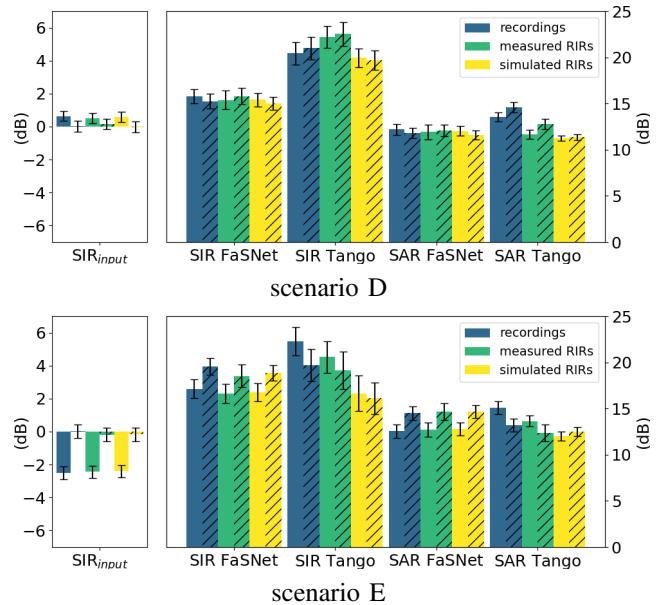 6
4
2
0
−2
−4
−6
(dB)
SIRinput
recordings
measured RIRs
simulated RIRs
25
20
15
10
5
0
(dB)
SIR FaSNet SIR Tango SAR FaSNet SAR Tango
scenario D
6
4
2
0
−2
−4
−6
(dB)
SIRinput
recordings
measured RIRs
simulated RIRs
25
20
15
10
5
0
(dB)
SIR FaSNet SIR Tango SAR FaSNet SAR Tango
scenario E